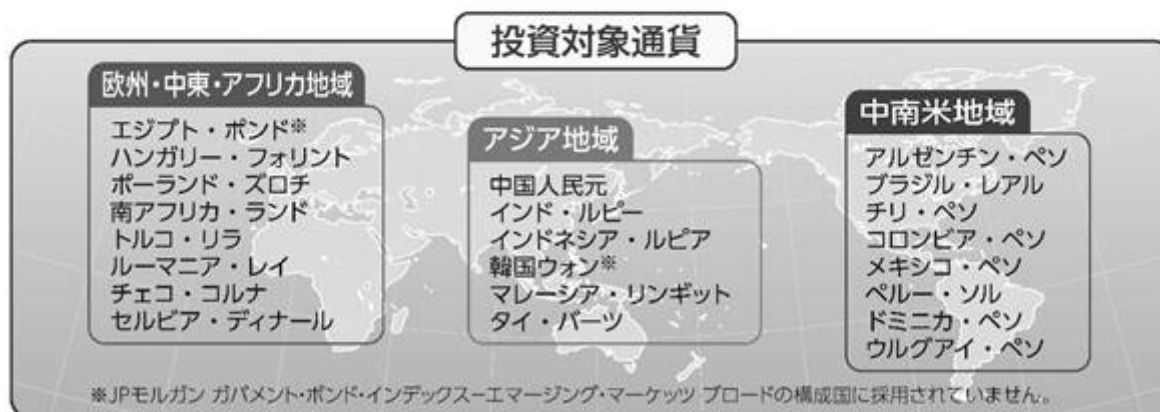 投資対象通貨
欧州・中東・アフリカ地域
エジプト・ポンド※
ハンガリー・フォリント
ポーランド・ズロチ
南アフリカ・ランド
トルコ・リラ
ルーマニア・レイ
チェコ・コルナ
セルビア・ディナール
アジア地域
中国人民元
インド・ルピー
インドネシア・ルピア
韓国ウォン※
マレーシア・リンギット
タイ・バーツ
中南米地域
アルゼンチン・ペソ
ブラジル・レアル
チリ・ペソ
コロンビア・ペソ
メキシコ・ペソ
ペルー・ソル
ドミニカ・ペソ
ウルグアイ・ペソ
※JPモルガン ガバメント・ボンド・インデックス−エマージング・マーケッツ ブロードの構成国に採用されていません。